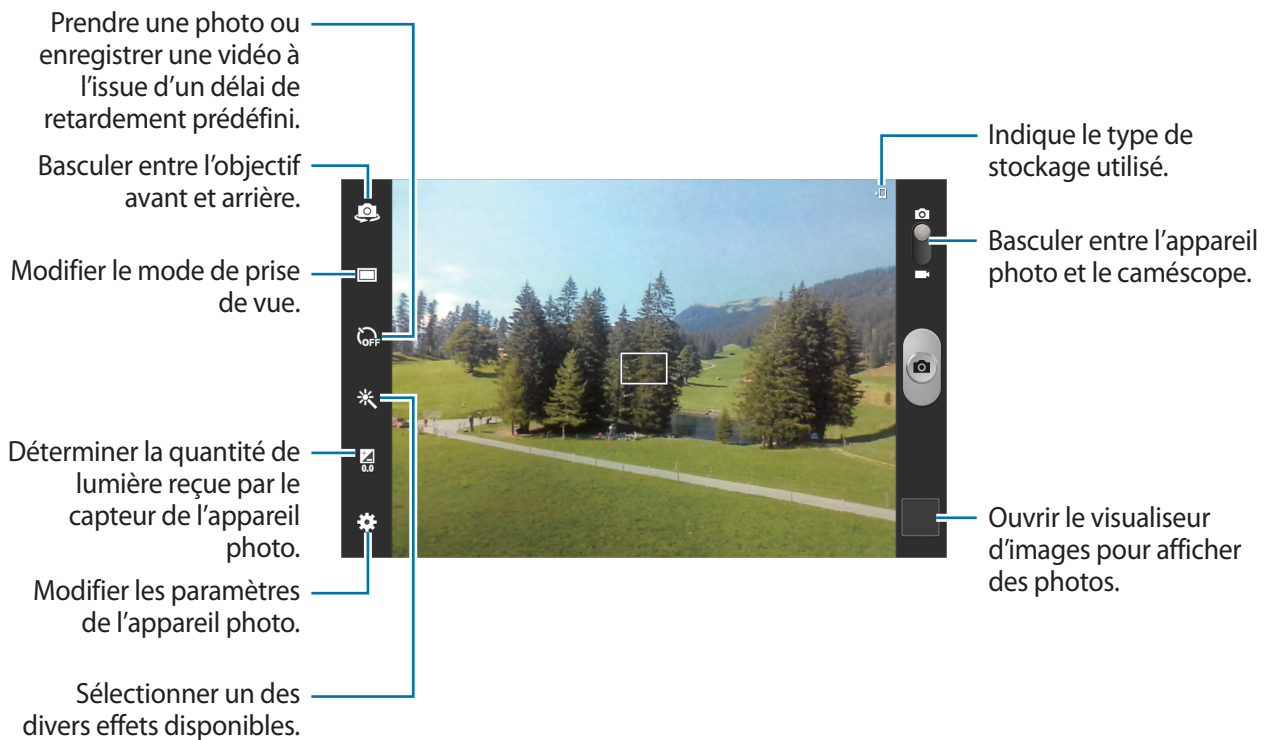 Prendre une photo ou
enregistrer une vidéo à
l’issue d’un délai de
retardement prédéfini.
Basculer entre l’objectif
avant et arrière.
Modifier le mode de prise
de vue.
OFF
Déterminer la quantité de
lumière reçue par le
capteur de l’appareil
photo.
0.0
Modifier les paramètres
de l’appareil photo.
Sélectionner un des
divers effets disponibles.
Indique le type de
stockage utilisé.
Basculer entre l’appareil
photo et le caméscope.
Ouvrir le visualiseur
d’images pour afficher
des photos.